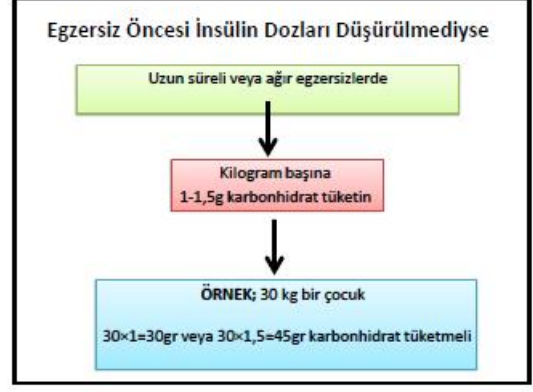 Egzersiz Öncesi İnsülin Dozları Düşürülmediyse
Uzun süreli veya ağır egzersizlerde
Kilogram başına
1-1,5g karbonhidrat tüketin
ÖRNEK; 30 kg bir çocuk
30×1=30gr veya 30×1,5=45gr karbonhidrat tüketmeli